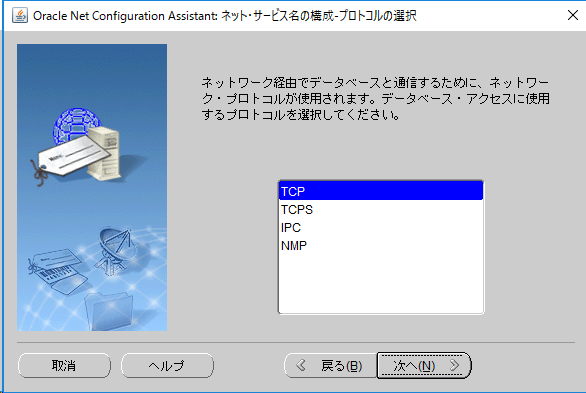 Oracle Net Configuration Assistant: ネット・サービス名の構成-プロトコルの選択
ネットワーク経由でデータベースと通信するために、ネットワー
ク・プロトコルが使用されます。データベース・アクセスに使用
するプロトコルを選択してください。
TCP
TCPS
IPC
NMP
取消 ヘルプ 戻る(B) 次へ(N)